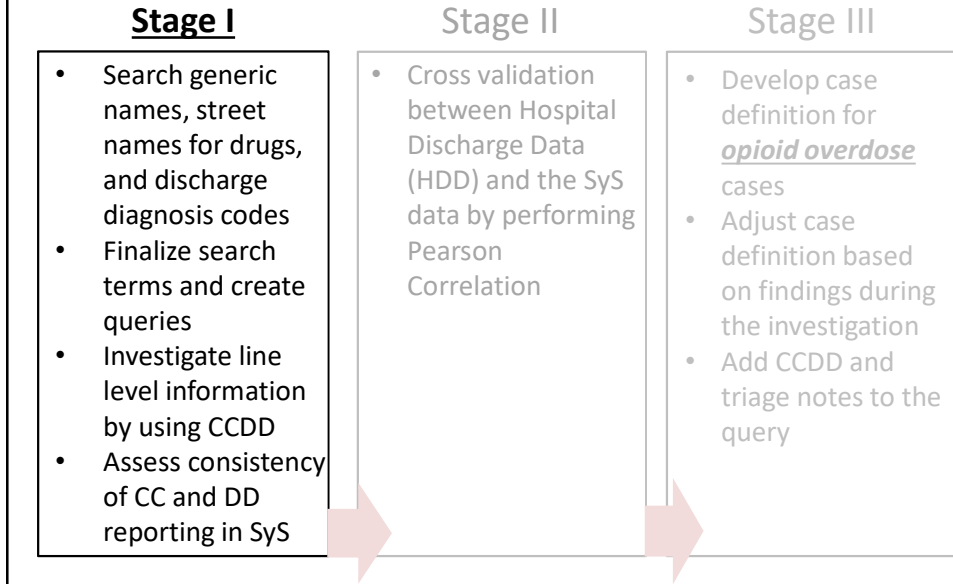 Stage I
• Search generic
names, street
names for drugs,
and discharge
diagnosis codes
• Finalize search
terms and create
queries
• Investigate line
level information
by using CCDD
• Assess consistency
of CC and DD
reporting in SyS
Stage II
• Cross validation
between Hospital
Discharge Data
(HDD) and the SyS
data by performing
Pearson
Correlation
Stage III
• Develop case
definition for
opioid overdose
cases
• Adjust case
definition based
on findings during
the investigation
• Add CCDD and
triage notes to the
query